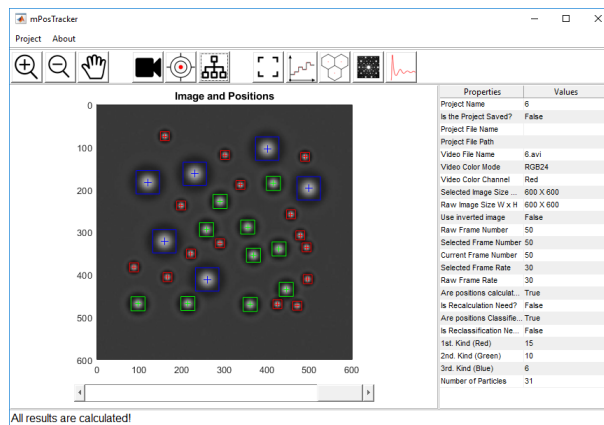 mPosTracker
Project About
Image and Positions
0
100
200
300
400
500
600
0 100 200 300 400 500 600
Properties Values
Project Name 6
Is the Project Saved? False
Project File Name
Project File Path
Video File Name 6.avi
Video Color Mode RGB24
Video Color Channel Red
Selected Image Size ... 600 X 600
Raw Image Size W x H 600 X 600
Use inverted image False
Raw Frame Number 50
Selected Frame Number 50
Current Frame Number 50
Selected Frame Rate 30
Raw Frame Rate 30
Are positions calculat... True
Is Recalculation Need? False
Are positions Classifie... True
Is Reclassification Ne... False
1st. Kind (Red) 15
2nd. Kind (Green) 10
3rd. Kind (Blue) 6
Number of Particles 31
All results are calculated!